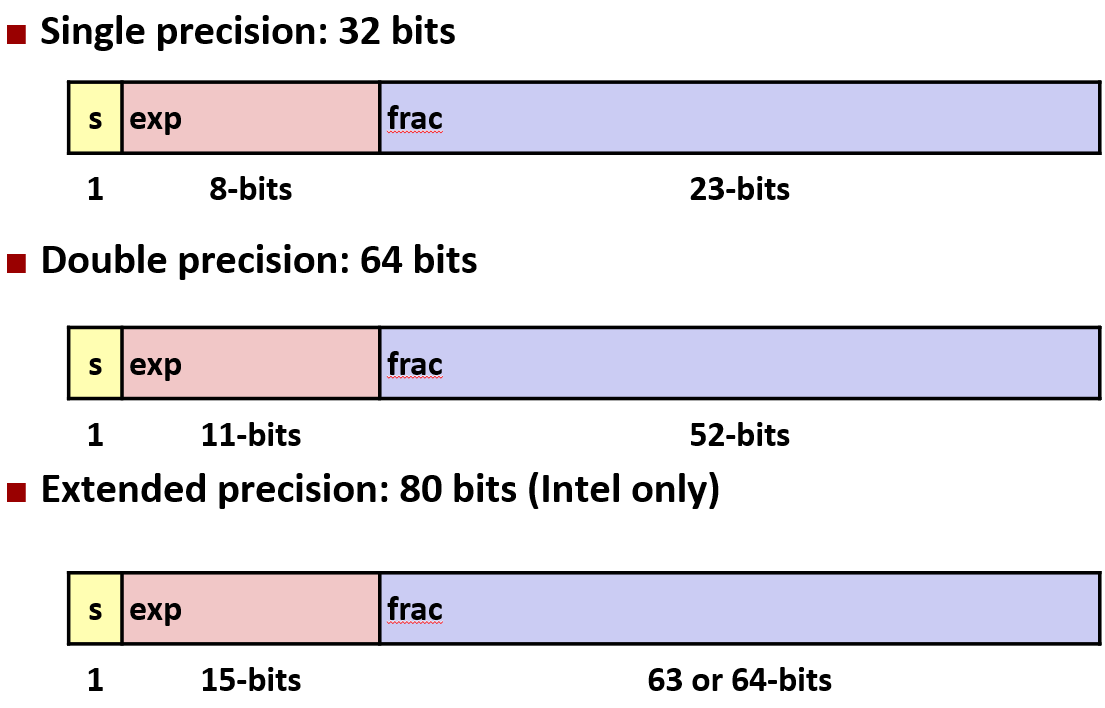 ■ Single precision: 32 bits
s exp frac
1 8-bits 23-bits
■ Double precision: 64 bits
s exp frac
1 11-bits 52-bits
■ Extended precision: 80 bits (Intel only)
s exp frac
1 15-bits 63 or 64-bits